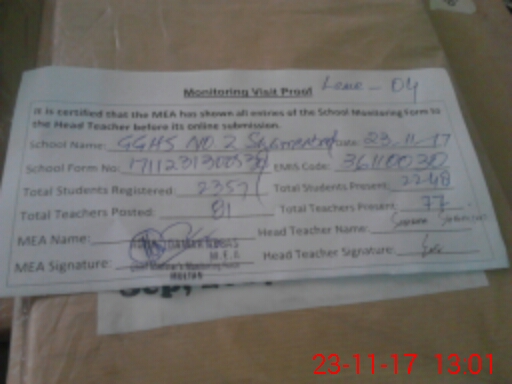 Monitoring Visit Proof
It is certified that the MEA has shown all entries of the School Monitoring form to
the Head Teacher before its online submission.
School Name: GGHS NO 2 Date: 23-11-17
School Form No: EMIS Code: 36110030
Total Students Registered: 2357 Total Students Present: 2248
Total Teachers Posted: 81 Total Teachers Present: 77
MEA Name: ABBAS Head Teacher Name:
M.E.A
MEA Signature: Head Teacher Signature:
23-11-17 13:01